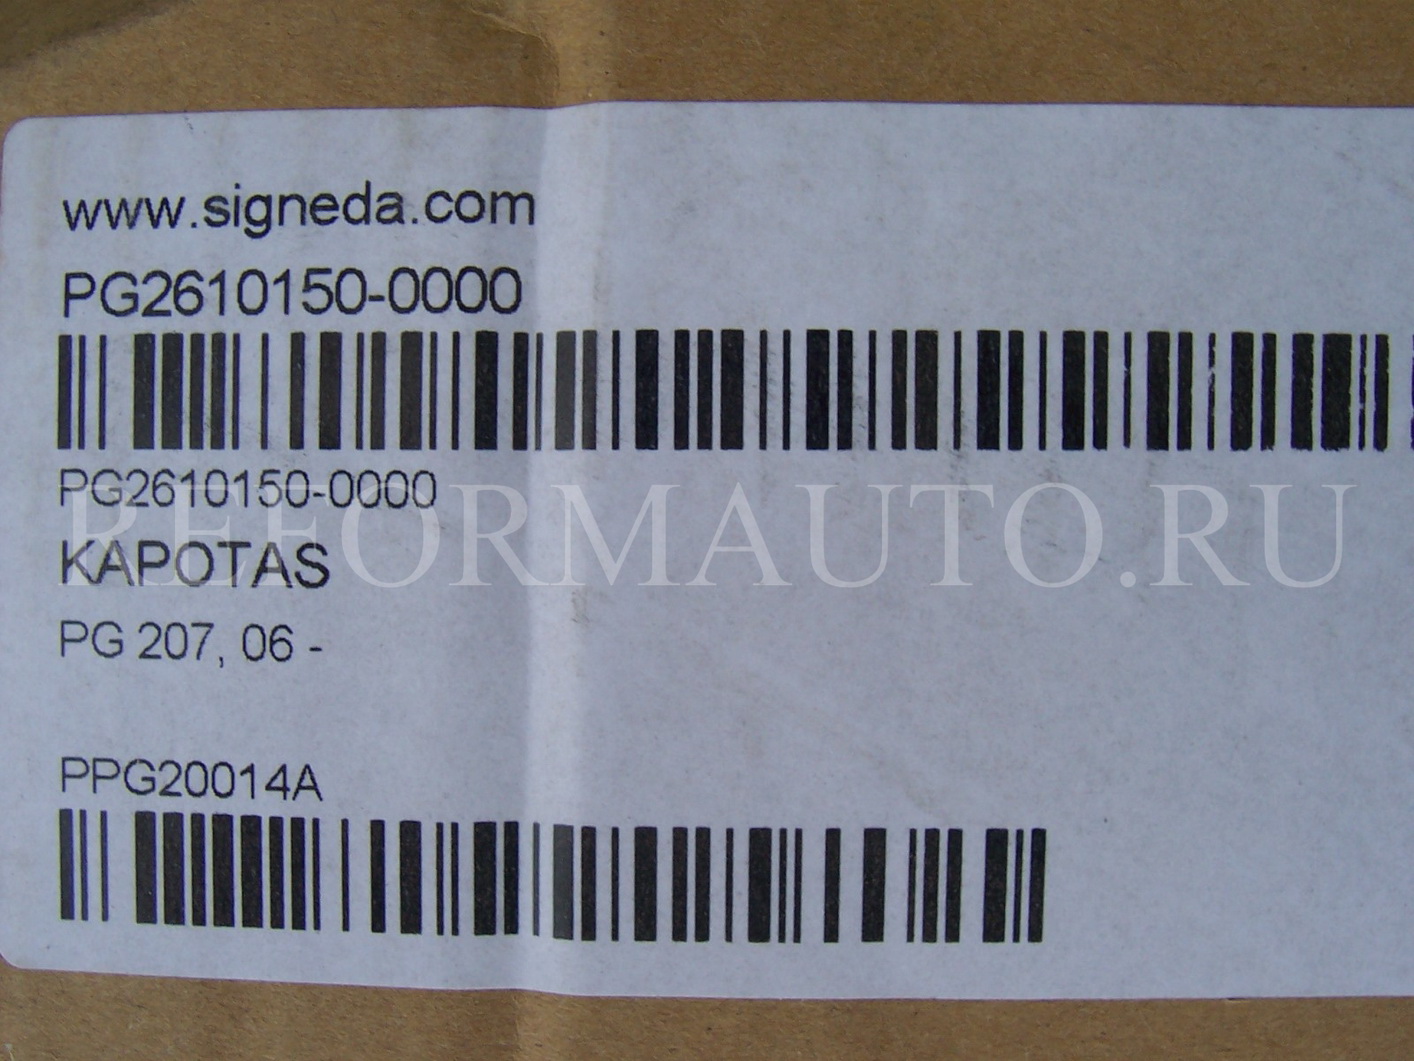 www.signeda.com
PG2610150-0000
PG2610150-0000
REFORMAUTO.RU
KAPOTAS
PG 207, 06 -
PPG20014A